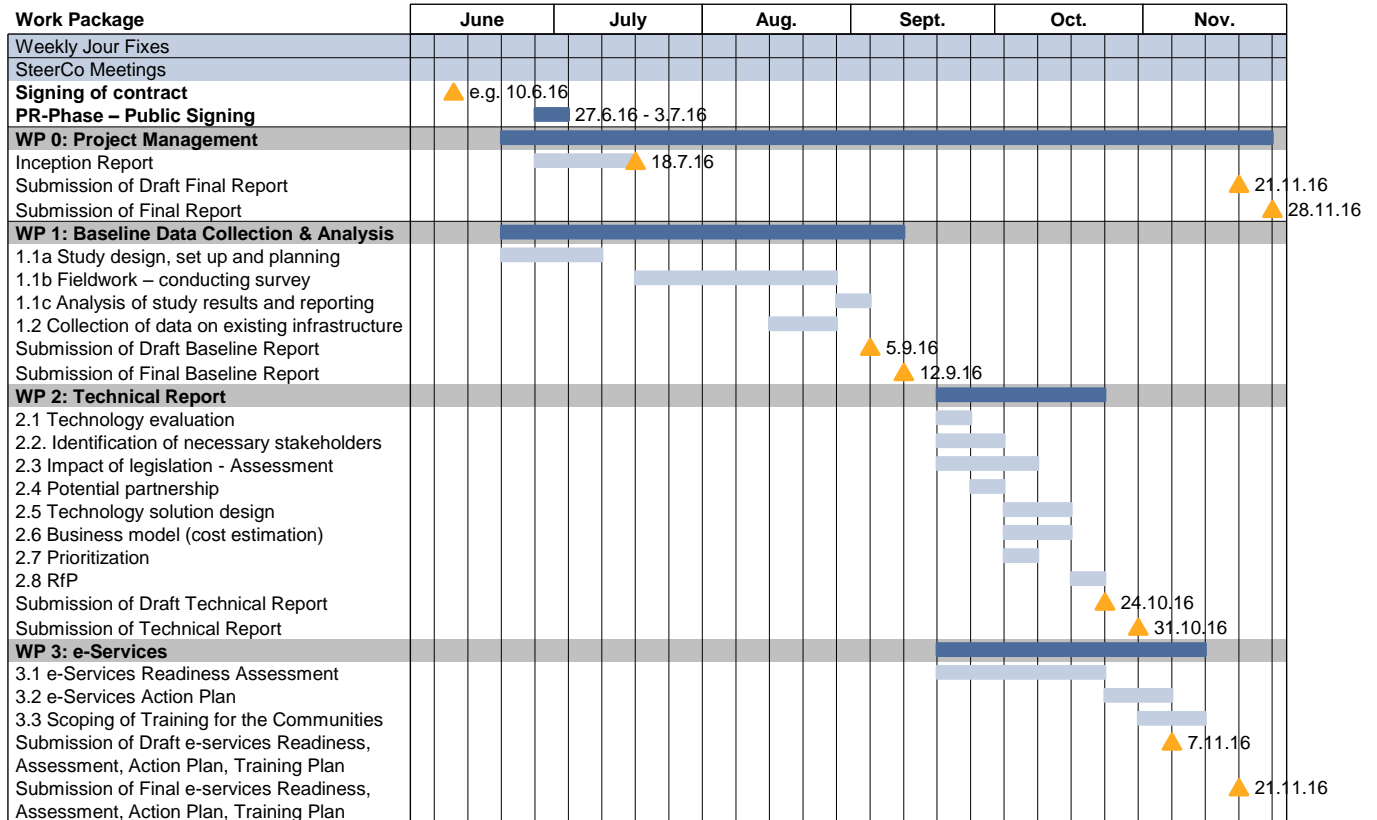 Work Package June July Aug. Sept. Oct. Nov.
Weekly Jour Fixes
SteerCo Meetings
Signing of contract e.g. 10.6.16
PR-Phase – Public Signing 27.6.16 - 3.7.16
WP 0: Project Management
Inception Report 18.7.16
Submission of Draft Final Report 21.11.16
Submission of Final Report 28.11.16
WP 1: Baseline Data Collection & Analysis
1.1a Study design, set up and planning
1.1b Fieldwork – conducting survey
1.1c Analysis of study results and reporting
1.2 Collection of data on existing infrastructure
Submission of Draft Baseline Report 5.9.16
Submission of Final Baseline Report 12.9.16
WP 2: Technical Report
2.1 Technology evaluation
2.2. Identification of necessary stakeholders
2.3 Impact of legislation - Assessment
2.4 Potential partnership
2.5 Technology solution design
2.6 Business model (cost estimation)
2.7 Prioritization
2.8 RfP
Submission of Draft Technical Report 24.10.16
Submission of Technical Report 31.10.16
WP 3: e-Services
3.1 e-Services Readiness Assessment
3.2 e-Services Action Plan
3.3 Scoping of Training for the Communities
Submission of Draft e-services Readiness, 7.11.16
Assessment, Action Plan, Training Plan
Submission of Final e-services Readiness, 21.11.16
Assessment, Action Plan, Training Plan